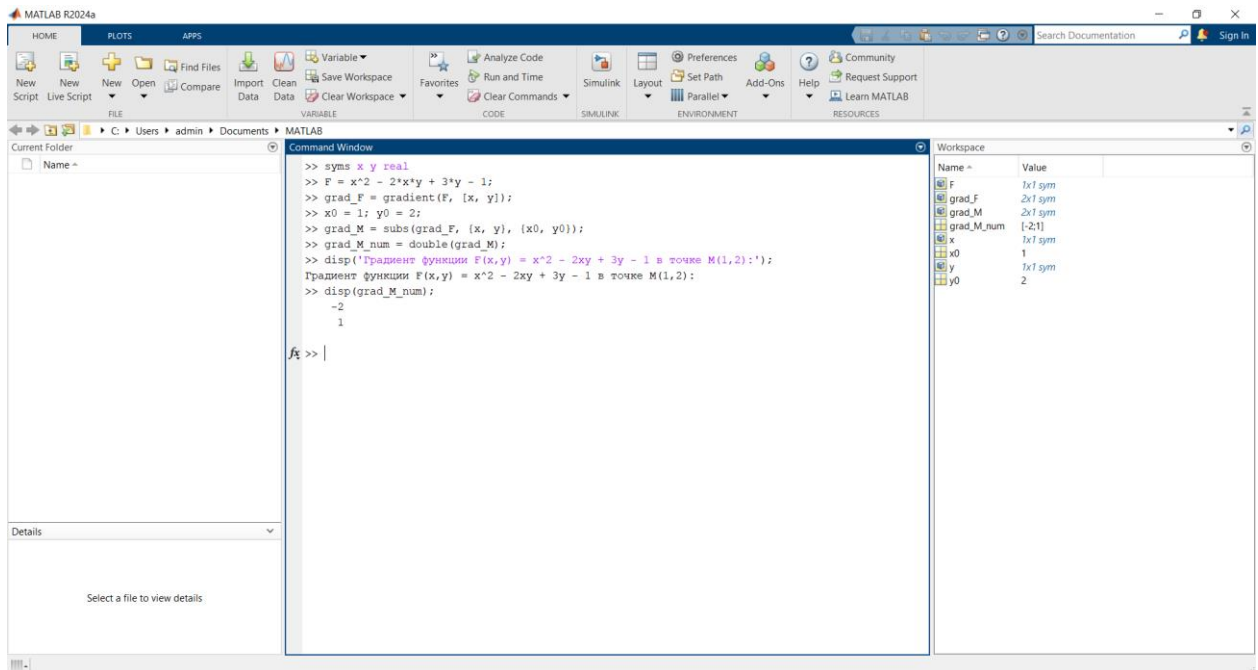 MATLAB R2024a
HOME PLOTS APPS
Search Documentation
Sign In
New Script
New Live Script
New
Open
Find Files
Compare
Import Data
Clean Data
Variable
Save Workspace
Clear Workspace
Favorites
Analyze Code
Run and Time
Clear Commands
Simulink
Layout
Preferences
Set Path
Parallel
Add-Ons
Help
Community
Request Support
Learn MATLAB
FILE VARIABLE CODE SIMULINK ENVIRONMENT RESOURCES
C: Users admin Documents MATLAB
Current Folder
Name
Details
Select a file to view details
Command Window
>> syms x y real
>> F = x^2 - 2*x*y + 3*y - 1;
>> grad_F = gradient(F, [x, y]);
>> x0 = 1; y0 = 2;
>> grad_M = subs(grad_F, {x, y}, {x0, y0});
>> grad_M_num = double(grad_M);
>> disp('Градиент функции F(x,y) = x^2 - 2xy + 3y - 1 в точке M(1,2):');
Градиент функции F(x,y) = x^2 - 2xy + 3y - 1 в точке M(1,2):
>> disp(grad_M_num);
-2
1
fx >>
Workspace
Name Value
F 1x1 sym
grad_F 2x1 sym
grad_M 2x1 sym
grad_M_num [-2;1]
x 1x1 sym
x0 1
y 1x1 sym
y0 2